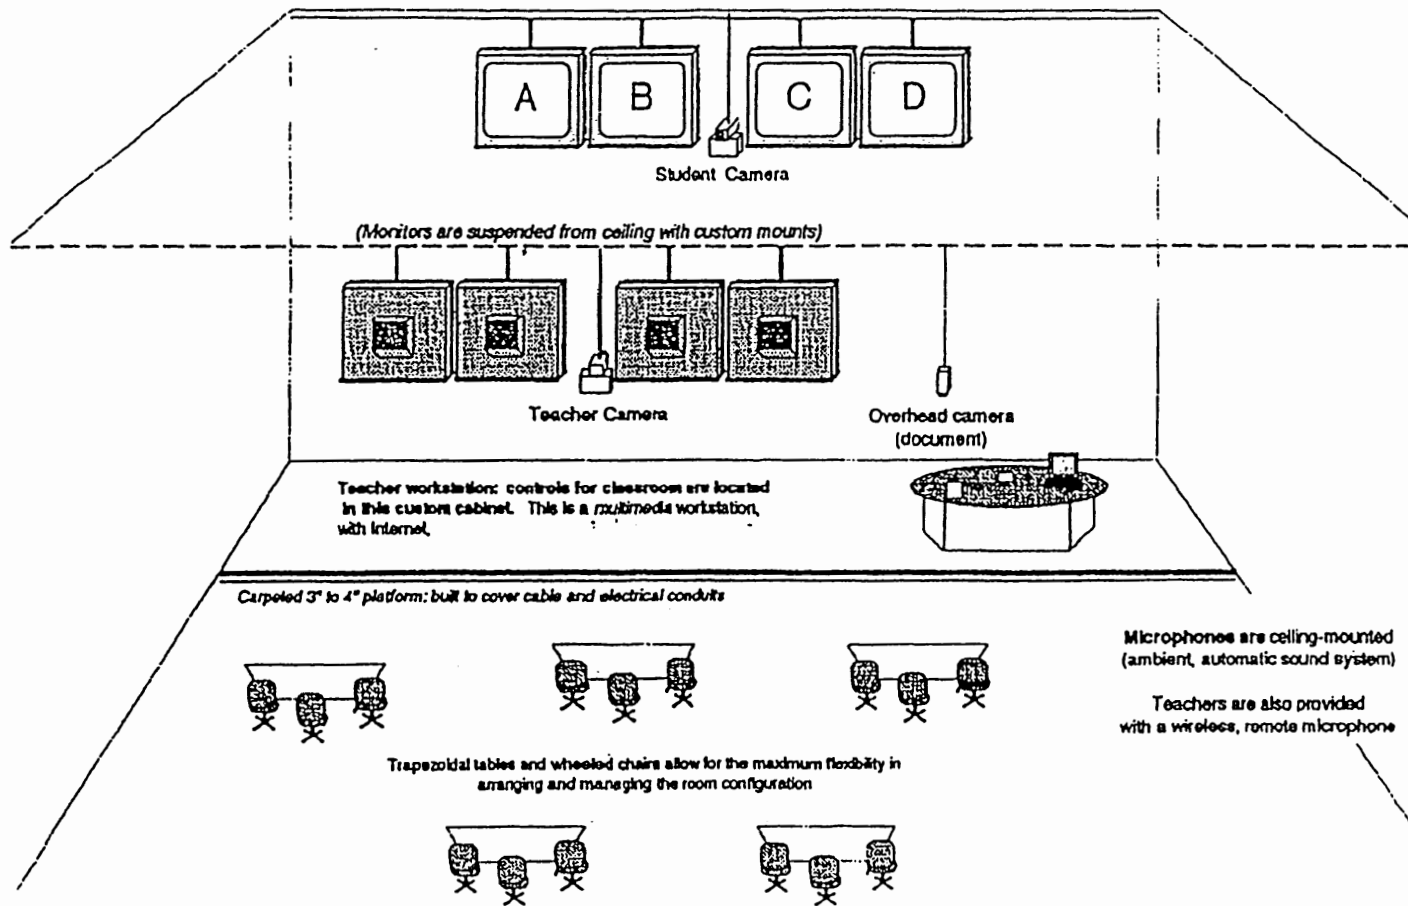 A B C D
Student Camera
(Monitors are suspended from ceiling with custom mounts)
Teacher Camera
Overhead camera
(document)
Teacher workstation: controls for classroom are located
in this custom cabinet. This is a multimedia workstation,
with Internet.
Carpeted 3" to 4" platform: built to cover cable and electrical conduits
Microphones are ceiling-mounted
(ambient, automatic sound system)
Teachers are also provided
with a wireless, remote microphone
Trapezoidal tables and wheeled chairs allow for the maximum flexibility in
arranging and managing the room configuration